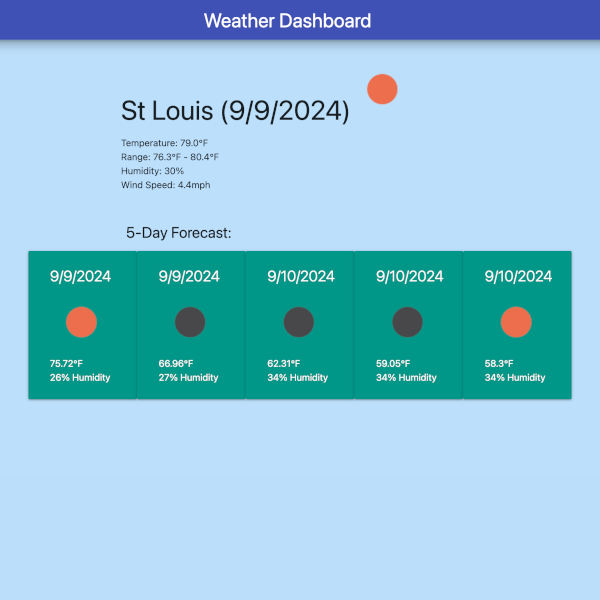 Weather Dashboard
St Louis (9/9/2024)
Temperature: 79.0°F
Range: 76.3°F - 80.4°F
Humidity: 30%
Wind Speed: 4.4mph
5-Day Forecast:
9/9/2024
75.72°F
26% Humidity
9/9/2024
66.96°F
27% Humidity
9/10/2024
62.31°F
34% Humidity
9/10/2024
59.05°F
34% Humidity
9/10/2024
58.3°F
34% Humidity